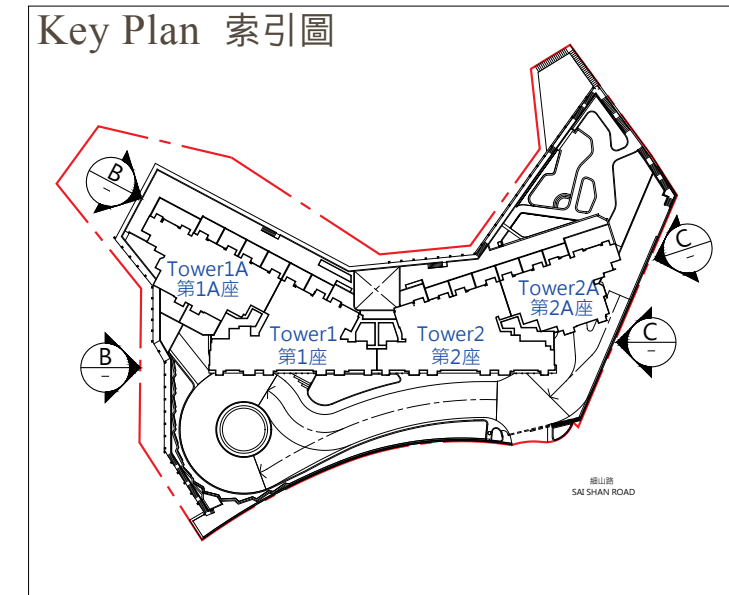 Key Plan 索引圖
B
–
Tower1A
第1A座
Tower2A
第2A座
C
–
Tower1
第1座
Tower2
第2座
C
–
B
–
細山路
SAI SHAN ROAD